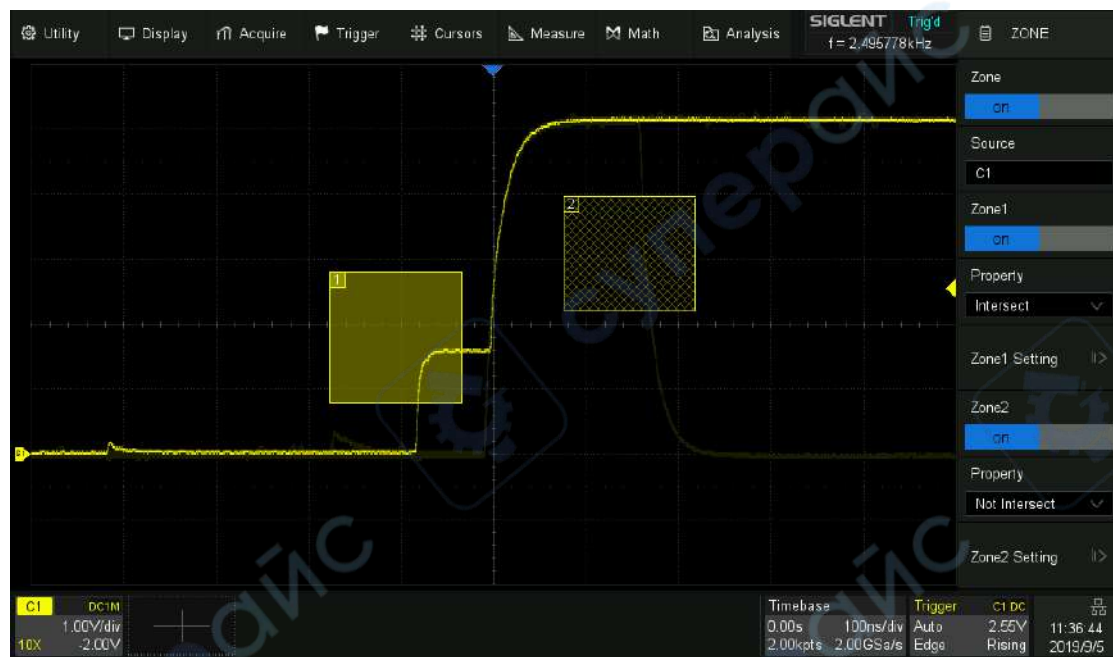 Utility Display Acquire Trigger Cursors Measure Math Analysis
SIGLENT Trig'd
f = 2.495778kHz
ZONE
Zone
on
Source
C1
Zone1
on
Property
Intersect
Zone1 Setting
Zone2
on
Property
Not Intersect
Zone2 Setting
1
2
C1 DC1M
1.00V/div
10X -2.00V
Timebase
0.00s 100ns/div
2.00kpts 2.00GSa/s
Trigger C1 DC
Auto 2.55V
Edge Rising
11:36:44
2019/9/5
суперайс
райс
айс